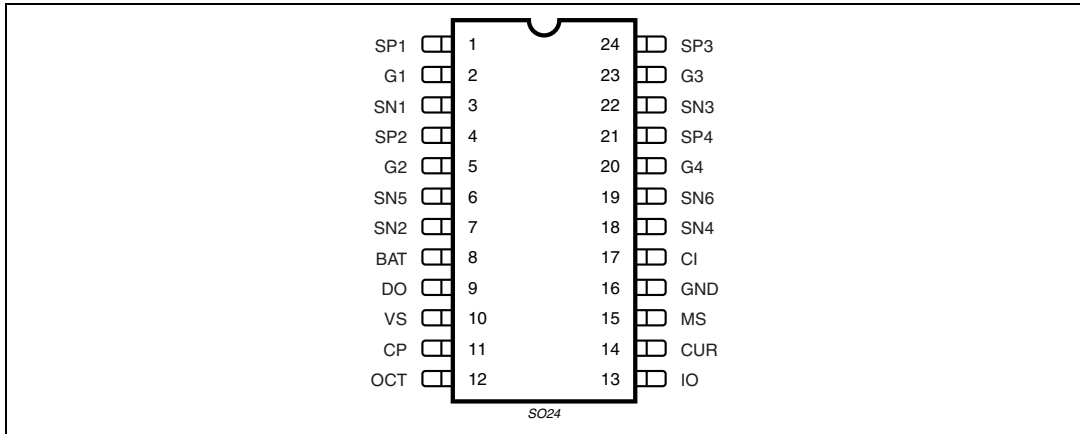 SP1 1 24 SP3
G1 2 23 G3
SN1 3 22 SN3
SP2 4 21 SP4
G2 5 20 G4
SN5 6 19 SN6
SN2 7 18 SN4
BAT 8 17 CI
DO 9 16 GND
VS 10 15 MS
CP 11 14 CUR
OCT 12 13 IO
SO24